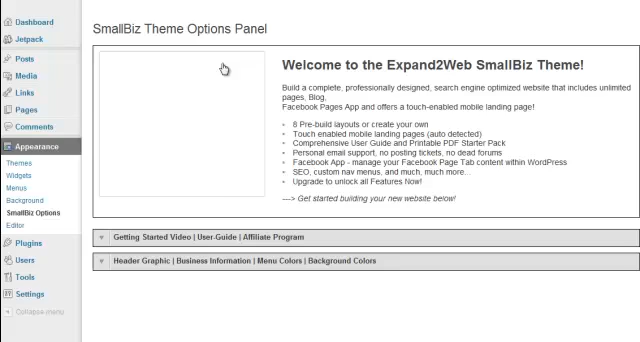 Dashboard
Jetpack
Posts
Media
Links
Pages
Comments
Appearance
Themes
Widgets
Menus
Background
SmallBiz Options
Editor
Plugins
Users
Tools
Settings
Collapse menu
SmallBiz Theme Options Panel
Welcome to the Expand2Web SmallBiz Theme!
Build a complete, professionally designed, search engine optimized website that includes unlimited
pages, Blog,
Facebook Pages App and offers a touch-enabled mobile landing page!
8 Pre-build layouts or create your own
Touch enabled mobile landing pages (auto detected)
Comprehensive User Guide and Printable PDF Starter Pack
Personal email support, no posting tickets, no dead forums
Facebook App - manage your Facebook Page Tab content within WordPress
SEO, custom nav menus, and much, much more...
Upgrade to unlock all Features Now!
----> Get started building your new website below!
Getting Started Video | User-Guide | Affiliate Program
Header Graphic | Business Information | Menu Colors | Background Colors